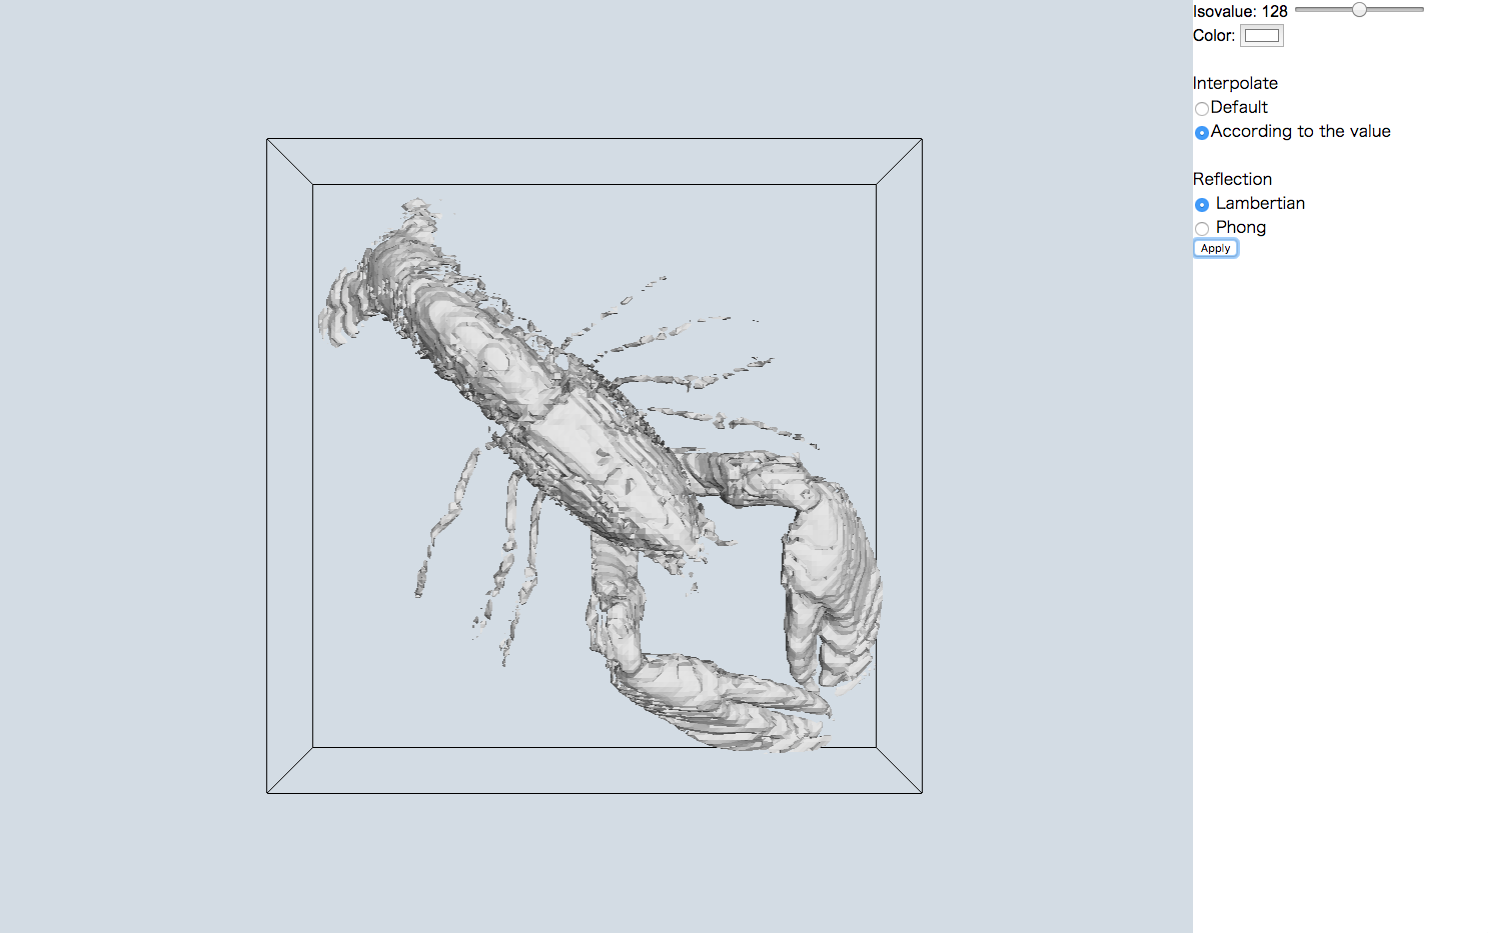 Isovalue: 128
Color:
Interpolate
Default
According to the value
Reflection
Lambertian
Phong
Apply